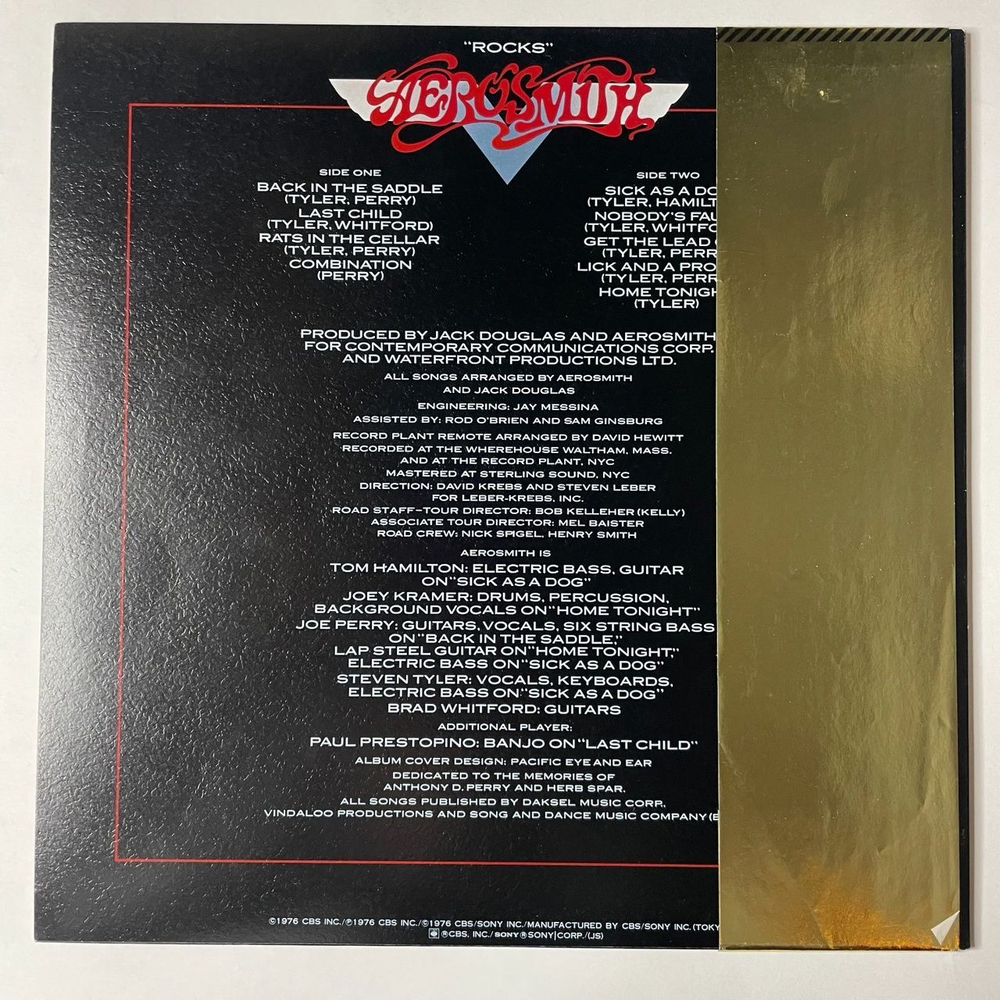 "ROCKS"
AEROSMITH
SIDE ONE
BACK IN THE SADDLE
(TYLER, PERRY)
LAST CHILD
(TYLER, WHITFORD)
RATS IN THE CELLAR
(TYLER, PERRY)
COMBINATION
(PERRY)
SIDE TWO
SICK AS A DO
(TYLER, HAMILT
NOBODY'S FAU
(TYLER, WHITFO
GET THE LEAD
(TYLER, PERR
LICK AND A PRO
(TYLER, PERR
HOME TONIGH
(TYLER)
PRODUCED BY JACK DOUGLAS AND AEROSMITH
FOR CONTEMPORARY COMMUNICATIONS CORP.
AND WATERFRONT PRODUCTIONS LTD.
ALL SONGS ARRANGED BY AEROSMITH
AND JACK DOUGLAS
ENGINEERING: JAY MESSINA
ASSISTED BY: ROD O'BRIEN AND SAM GINSBURG
RECORD PLANT REMOTE ARRANGED BY DAVID HEWITT
RECORDED AT THE WHEREHOUSE WALTHAM, MASS.
AND AT THE RECORD PLANT, NYC
MASTERED AT STERLING SOUND, NYC
DIRECTION: DAVID KREBS AND STEVEN LEBER
FOR LEBER-KREBS, INC.
ROAD STAFF—TOUR DIRECTOR: BOB KELLEHER (KELLY)
ASSOCIATE TOUR DIRECTOR: MEL BAISTER
ROAD CREW: NICK SPIGEL, HENRY SMITH
AEROSMITH IS
TOM HAMILTON: ELECTRIC BASS, GUITAR
ON "SICK AS A DOG"
JOEY KRAMER: DRUMS, PERCUSSION,
BACKGROUND VOCALS ON "HOME TONIGHT"
JOE PERRY: GUITARS, VOCALS, SIX STRING BASS
ON "BACK IN THE SADDLE,"
LAP STEEL GUITAR ON "HOME TONIGHT,"
ELECTRIC BASS ON "SICK AS A DOG"
STEVEN TYLER: VOCALS, KEYBOARDS,
ELECTRIC BASS ON "SICK AS A DOG"
BRAD WHITFORD: GUITARS
ADDITIONAL PLAYER:
PAUL PRESTOPINO: BANJO ON "LAST CHILD"
ALBUM COVER DESIGN: PACIFIC EYE AND EAR
DEDICATED TO THE MEMORIES OF
ANTHONY D. PERRY AND HERB SPAR.
ALL SONGS PUBLISHED BY DAKSEL MUSIC CORP.,
VINDALOO PRODUCTIONS AND SONG AND DANCE MUSIC COMPANY (B
©1976 CBS INC./℗1976 CBS INC./©1976 CBS/SONY INC./MANUFACTURED BY CBS/SONY INC. (TOKY
®CBS. INC./SONY®SONY CORP./(JS)